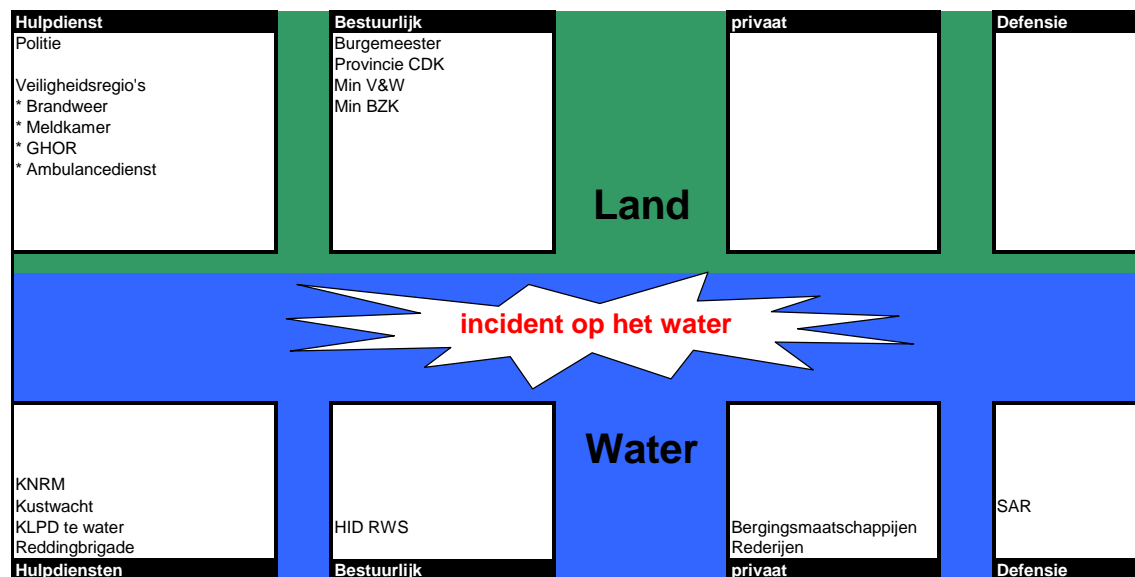 Hulpdienst
Politie
Veiligheidsregio's
* Brandweer
* Meldkamer
* GHOR
* Ambulancedienst
Bestuurlijk
Burgemeester
Provincie CDK
Min V&W
Min BZK
privaat
Defensie
Land
incident op het water
Water
KNRM
Kustwacht
KLPD te water
Reddingbrigade
Hulpdiensten
HID RWS
Bestuurlijk
Bergingsmaatschappijen
Rederijen
privaat
SAR
Defensie